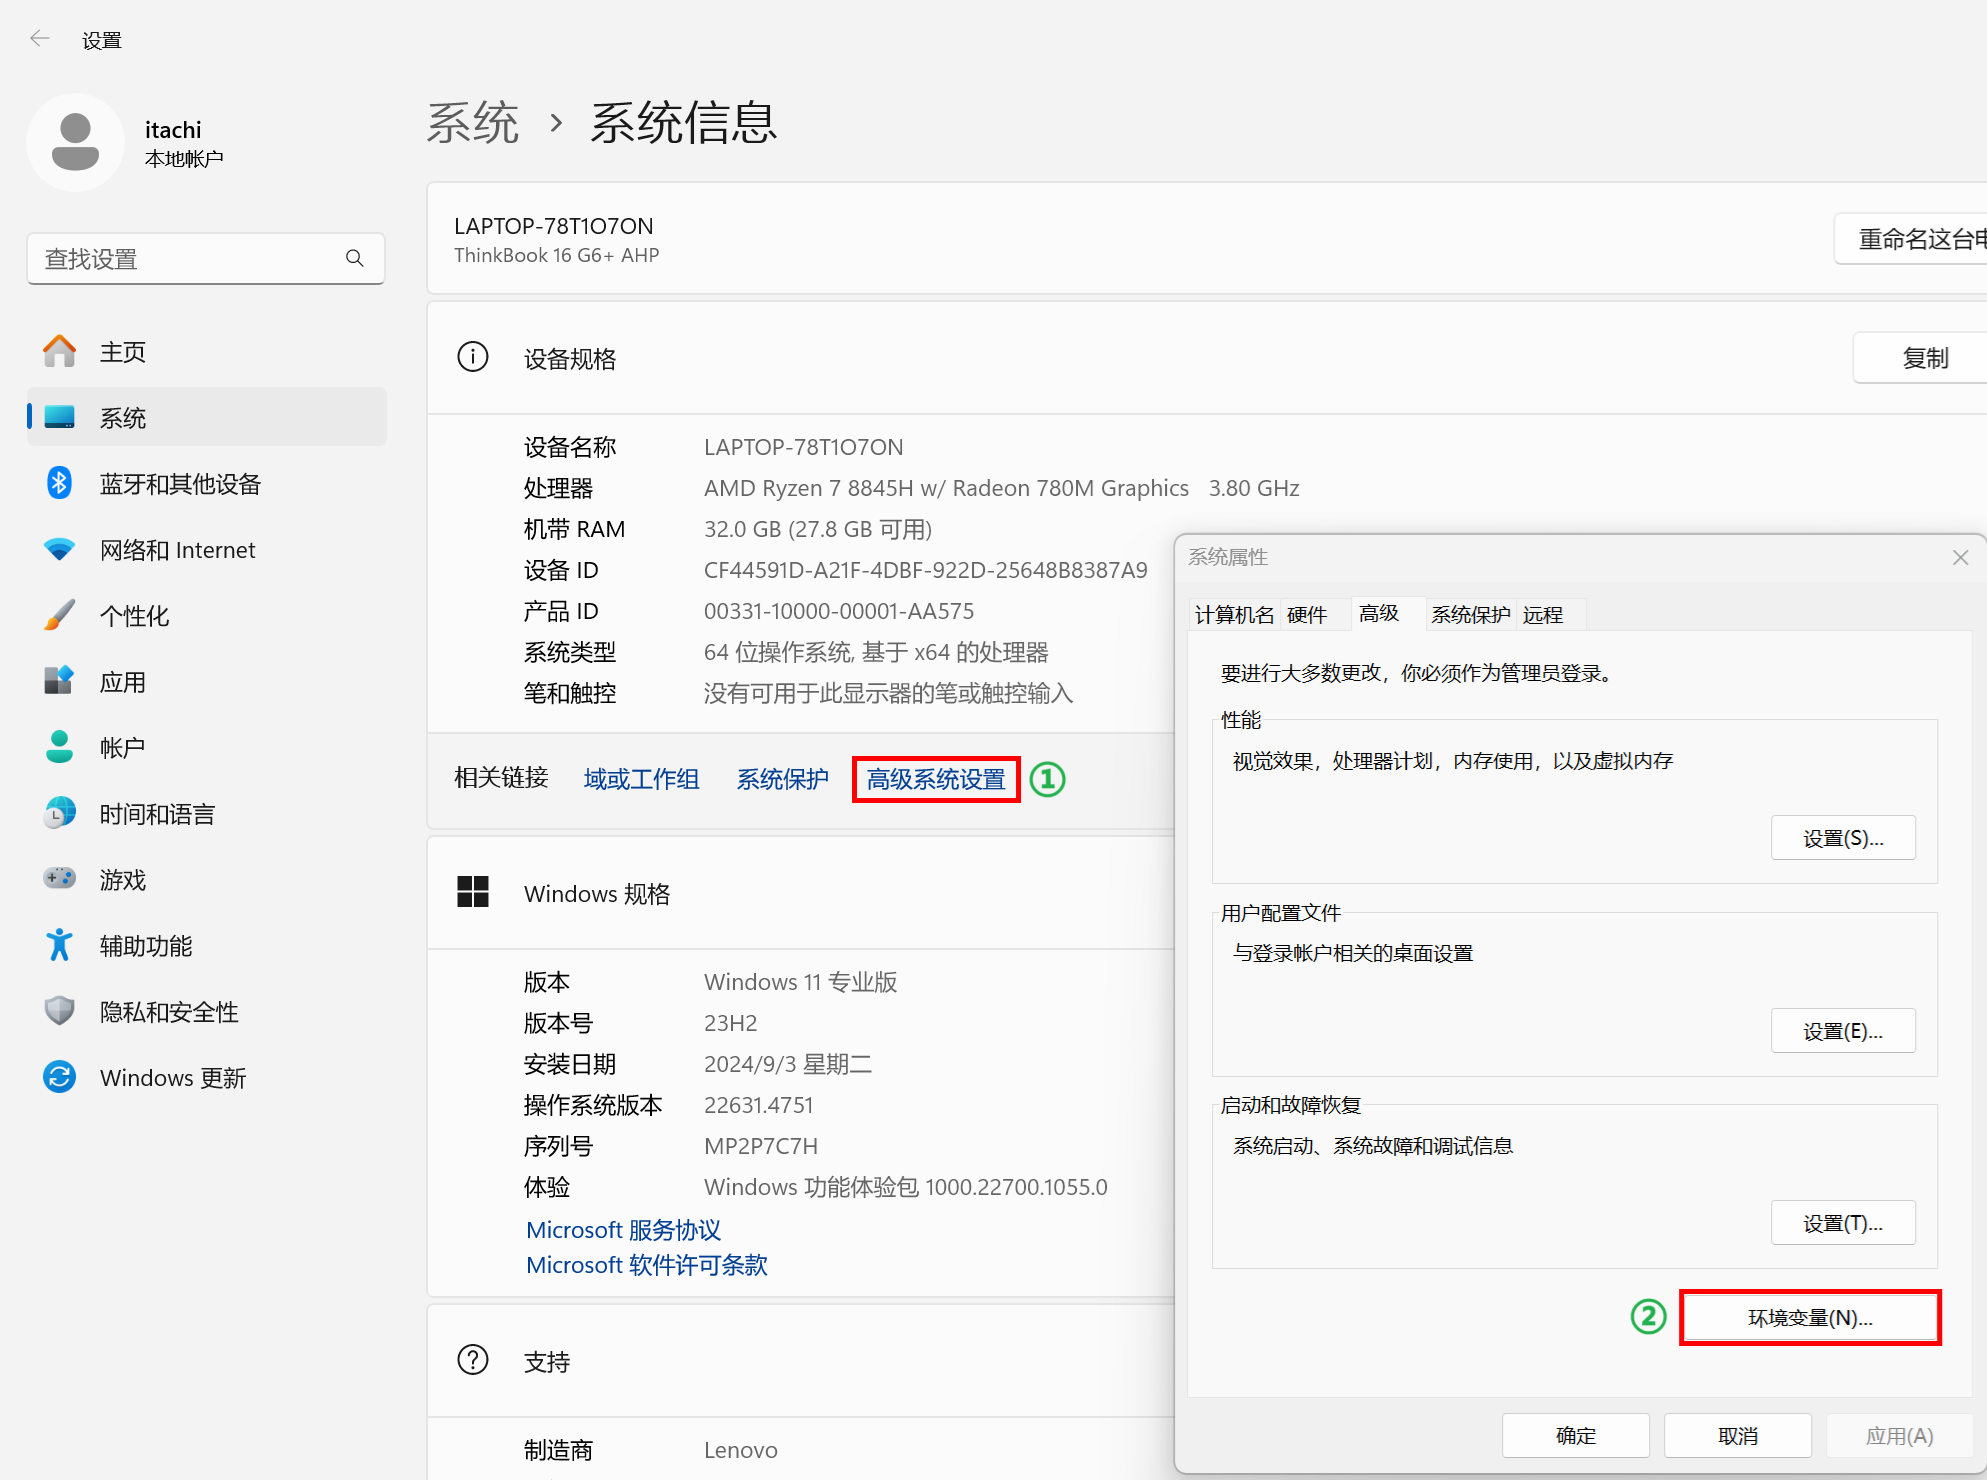 设置
itachi
本地帐户
查找设置
主页
系统
蓝牙和其他设备
网络和 Internet
个性化
应用
帐户
时间和语言
游戏
辅助功能
隐私和安全性
Windows 更新
系统 › 系统信息
LAPTOP-78T1O7ON
ThinkBook 16 G6+ AHP
重命名这台电
设备规格
复制
设备名称 LAPTOP-78T1O7ON
处理器 AMD Ryzen 7 8845H w/ Radeon 780M Graphics 3.80 GHz
机带 RAM 32.0 GB (27.8 GB 可用)
设备 ID CF44591D-A21F-4DBF-922D-25648B8387A9
产品 ID 00331-10000-00001-AA575
系统类型 64 位操作系统, 基于 x64 的处理器
笔和触控 没有可用于此显示器的笔或触控输入
相关链接 域或工作组 系统保护 高级系统设置 ①
Windows 规格
版本 Windows 11 专业版
版本号 23H2
安装日期 2024/9/3 星期二
操作系统版本 22631.4751
序列号 MP2P7C7H
体验 Windows 功能体验包 1000.22700.1055.0
Microsoft 服务协议
Microsoft 软件许可条款
支持
制造商 Lenovo
系统属性
计算机名 硬件 高级 系统保护 远程
要进行大多数更改，你必须作为管理员登录。
性能
视觉效果，处理器计划，内存使用，以及虚拟内存
设置(S)...
用户配置文件
与登录帐户相关的桌面设置
设置(E)...
启动和故障恢复
系统启动、系统故障和调试信息
设置(T)...
② 环境变量(N)...
确定 取消 应用(A)